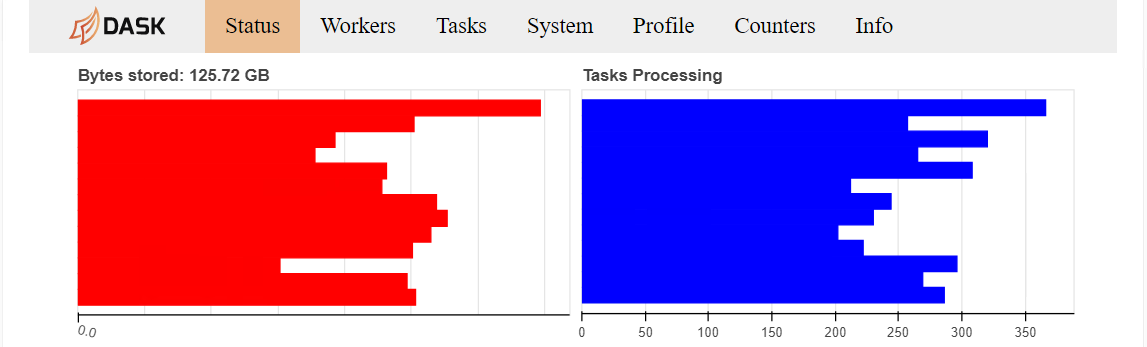 DASK Status Workers Tasks System Profile Counters Info
Bytes stored: 125.72 GB
Tasks Processing
0.0
0 50 100 150 200 250 300 350